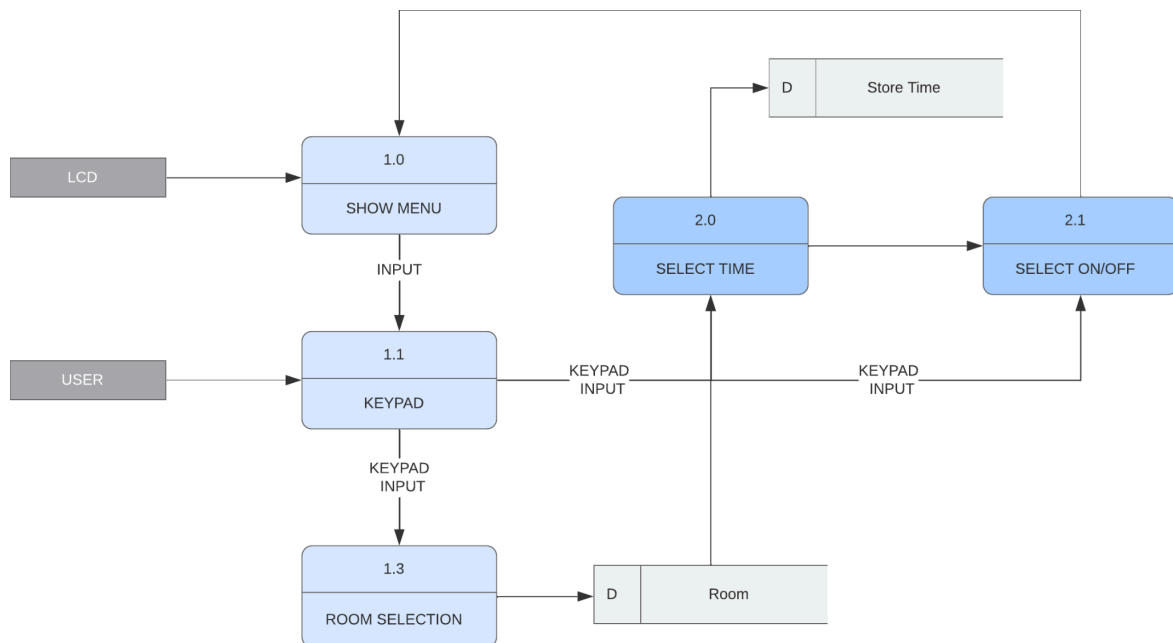 D
Store Time
1.0
LCD
SHOW MENU
2.0
2.1
INPUT
SELECT TIME
SELECT ON/OFF
1.1
USER
KEYPAD
INPUT
KEYPAD
INPUT
KEYPAD
KEYPAD
INPUT
1.3
D
Room
ROOM SELECTION